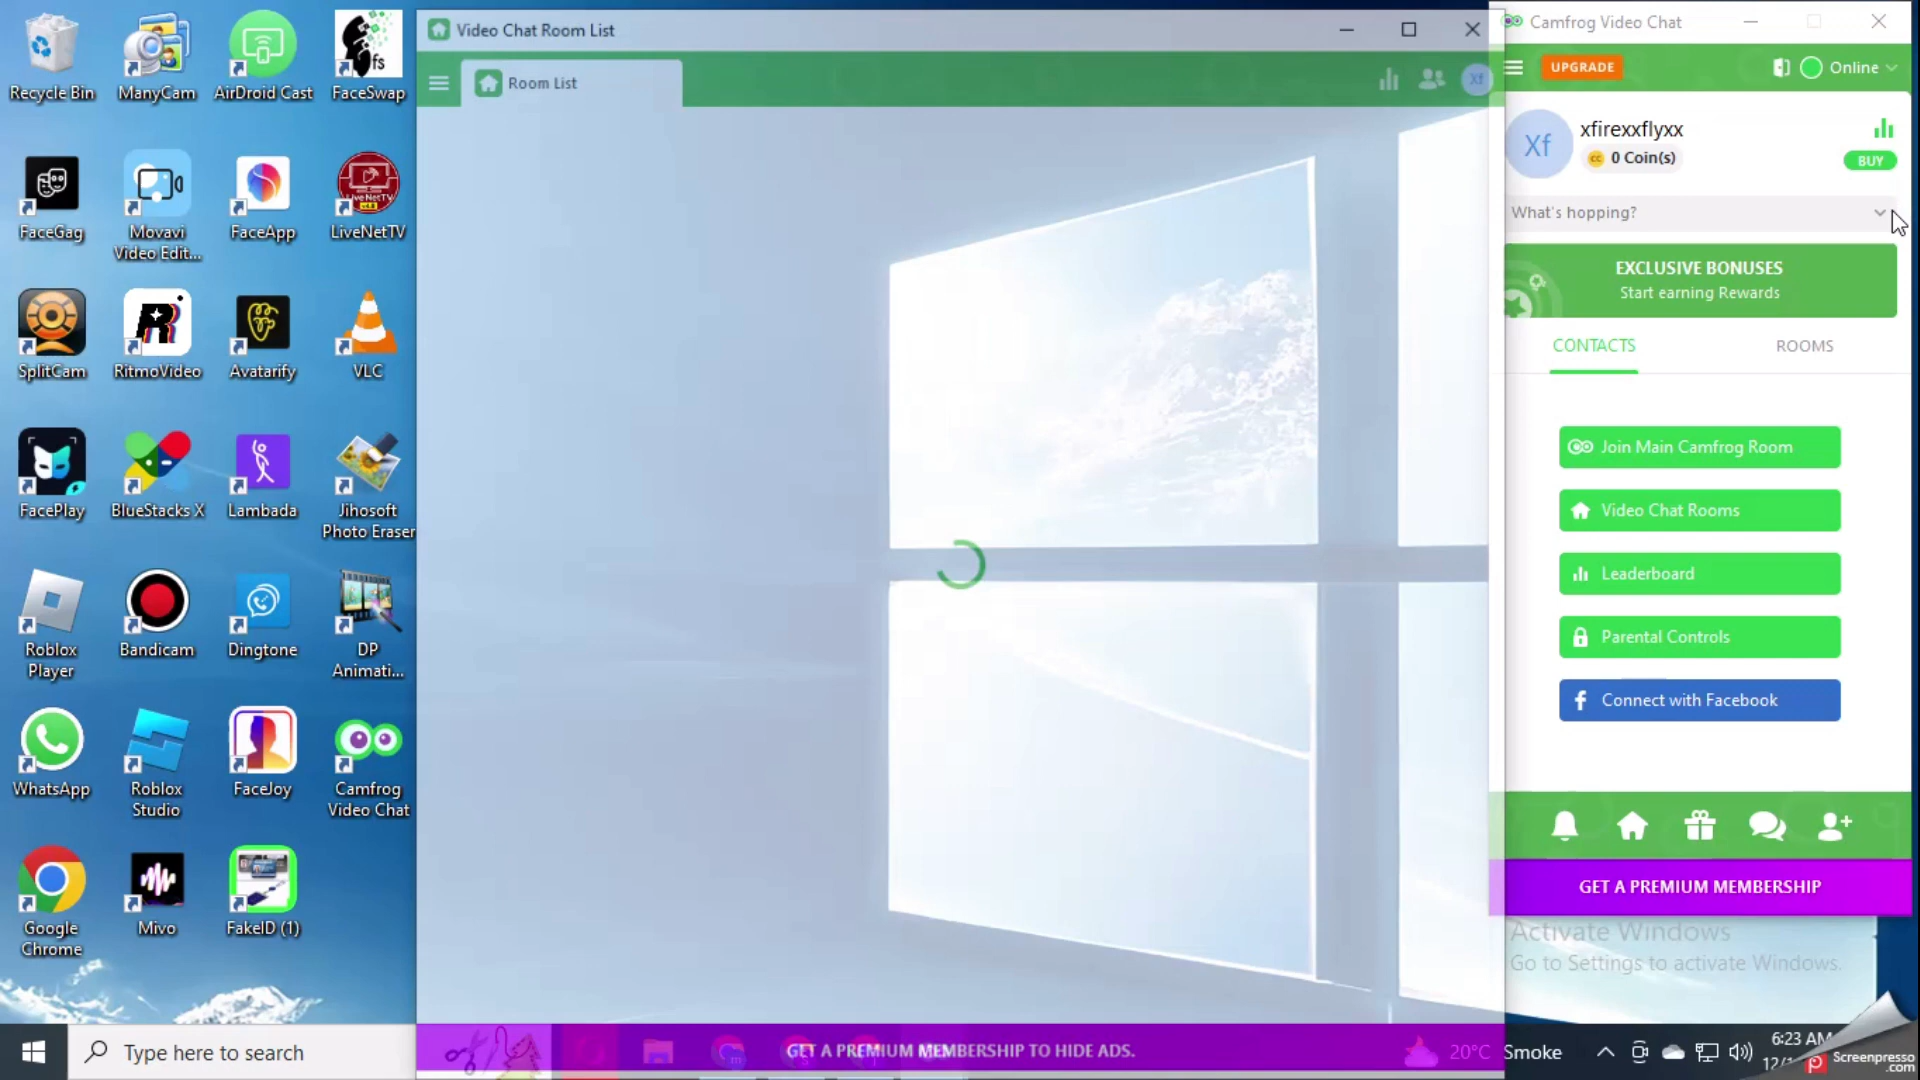 Recycle Bin
ManyCam
AirDroid Cast
FaceSwap
fs
FaceGag
Movavi
Video Edit...
FaceApp
LiveNetTV
SplitCam
RitmoVideo
Avatarify
VLC
FacePlay
BlueStacks X
Lambada
Jihosoft
Photo Eraser
Roblox
Player
Bandicam
Dingtone
DP
Animati...
WhatsApp
Roblox
Studio
FaceJoy
Camfrog
Video Chat
Google
Chrome
Mivo
FakeID (1)
Video Chat Room List
Room List
Xf
Camfrog Video Chat
UPGRADE
Online
Xf
xfirexxflyxx
0 Coin(s)
BUY
What's hopping?
EXCLUSIVE BONUSES
Start earning Rewards
CONTACTS
ROOMS
Join Main Camfrog Room
Video Chat Rooms
Leaderboard
Parental Controls
Connect with Facebook
GET A PREMIUM MEMBERSHIP
Activate Windows
Go to Settings to activate Windows.
Type here to search
GET A PREMIUM MEMBERSHIP TO HIDE ADS.
20°C Smoke
6:23 AM
Screenpresso
.com